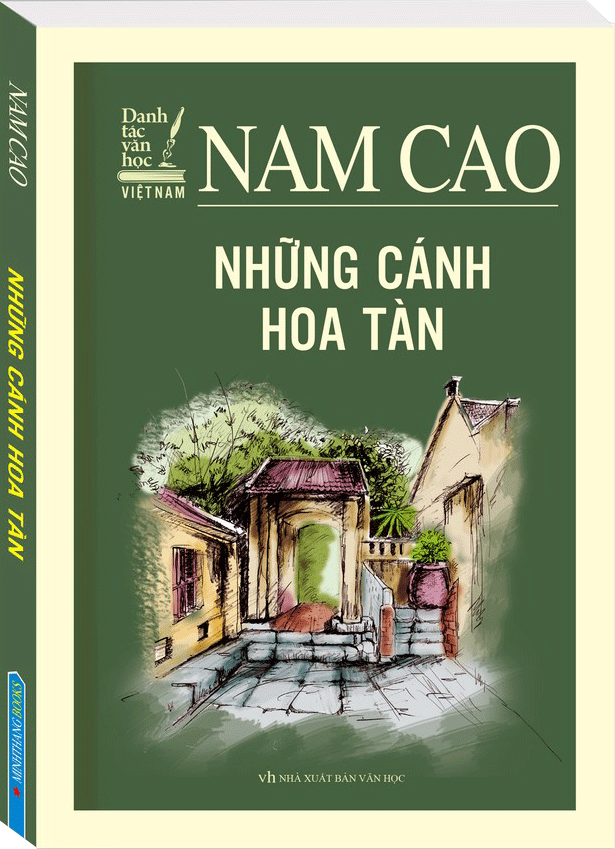 Danh
tác
văn
học
VIỆT NAM
NAM CAO
NHỮNG CÁNH
HOA TÀN
vh NHÀ XUẤT BẢN VĂN HỌC
NAM CAO
NHỮNG CÁNH HOA TÀN
MINHTHANGBOOKS